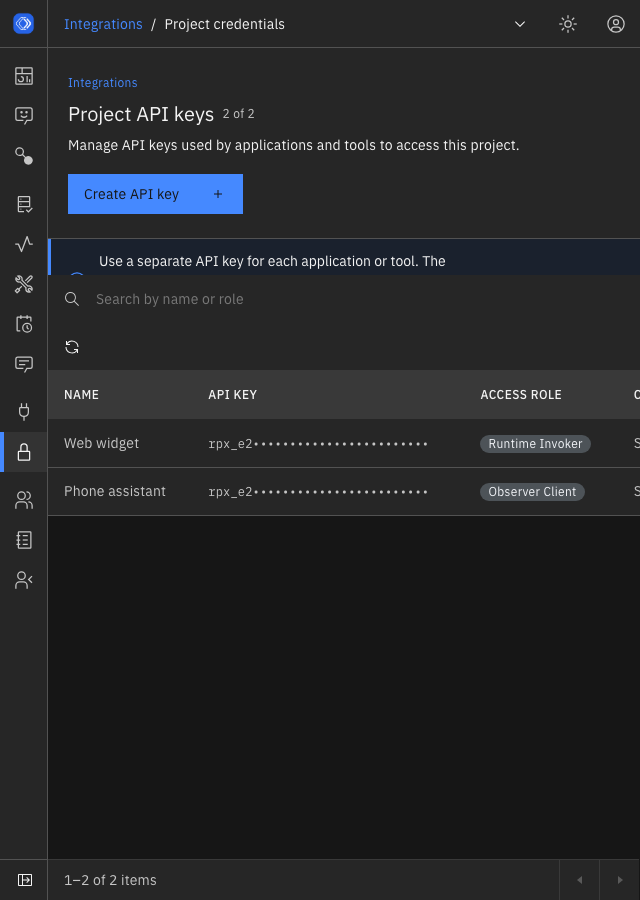 Integrations / Project credentials
Integrations
Project API keys 2 of 2
Manage API keys used by applications and tools to access this project.
Create API key +
Use a separate API key for each application or tool. The
Search by name or role
NAME API KEY ACCESS ROLE
Web widget rpx_e2•••••••••••••••••••••••• Runtime Invoker
Phone assistant rpx_e2•••••••••••••••••••••••• Observer Client
1–2 of 2 items